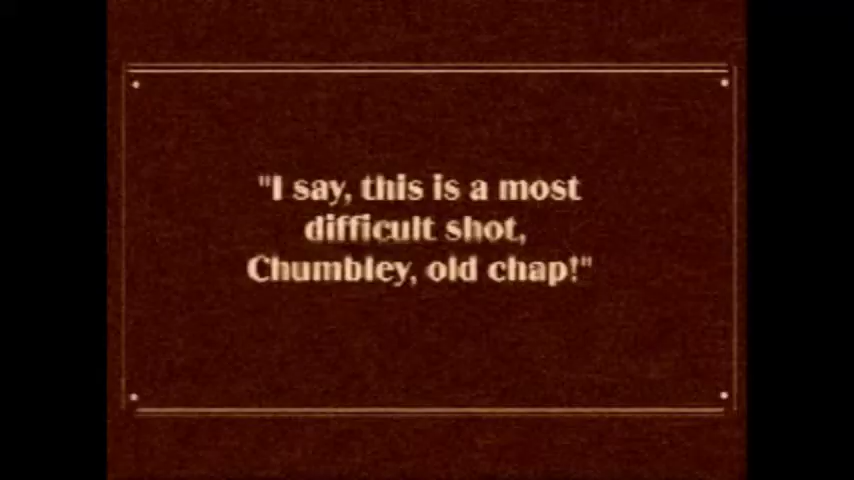 "I say, this is a most
difficult shot,
Chumbley, old chap!"